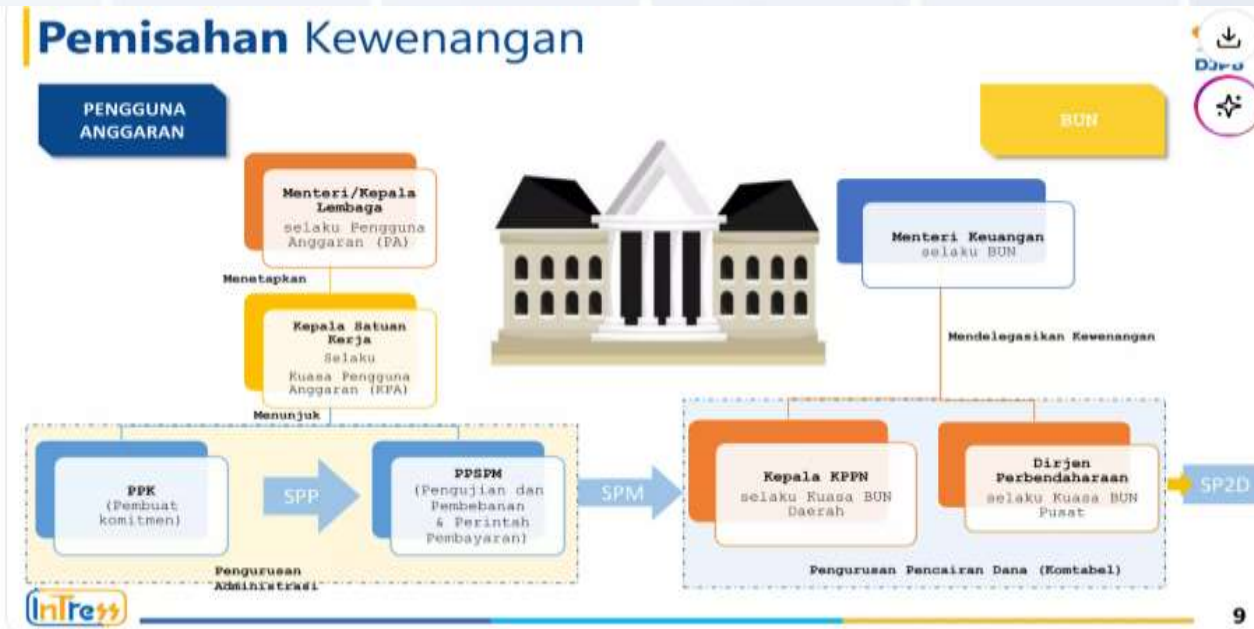 Pemisahan Kewenangan
PENGGUNA
ANGGARAN
BUN
Menteri/Kepala
Lembaga
selaku Pengguna
Anggaran (PA)
Menetapkan
Kepala Satuan
Kerja
Selaku
Kuasa Pengguna
Anggaran (KPA)
Menunjuk
PPK
(Pembuat
komitmen)
SPP
PPSPM
(Pengujian dan
Pembebanan
& Perintah
Pembayaran)
Pengurusan
Administrasi
SPM
Menteri Keuangan
selaku BUN
Mendelegasikan Kewenangan
Kepala KPPN
selaku Kuasa BUN
Daerah
Dirjen
Perbendaharaan
selaku Kuasa BUN
Pusat
Pengurusan Pencairan Dana (Komtabel)
SP2D
InTress
9